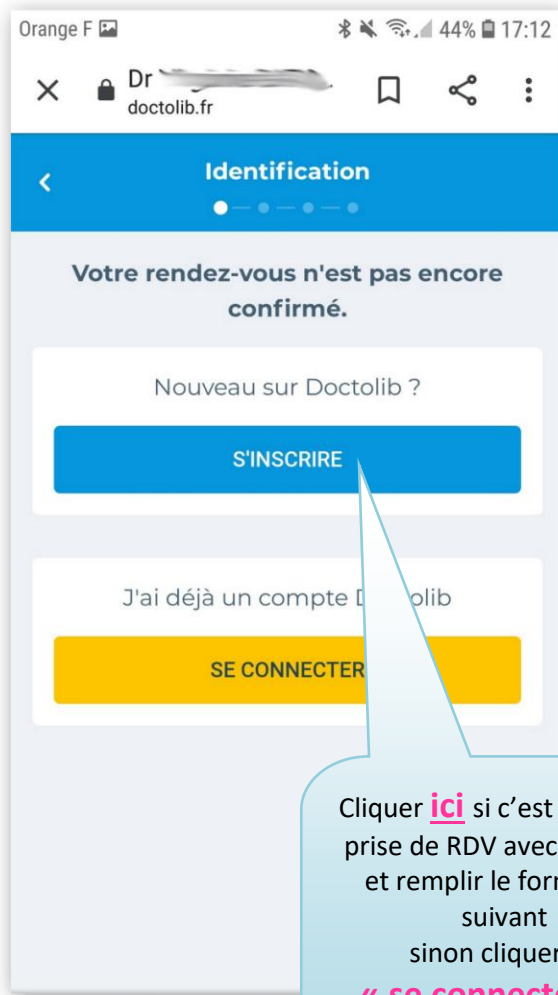 Orange F 44% 17:12
Dr
doctolib.fr
Identification
Votre rendez-vous n'est pas encore
confirmé.
Nouveau sur Doctolib ?
S'INSCRIRE
J'ai déjà un compte
SE CONNECTER
Cliquer ici si c'est
prise de RDV avec
et remplir le
suivant
sinon cliquer
« se